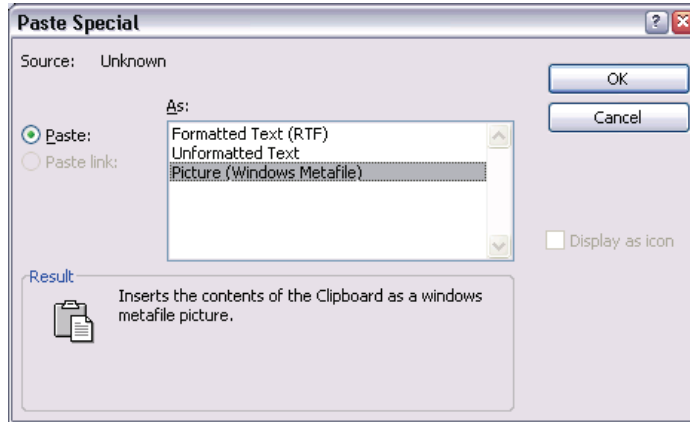 Paste Special
Source: Unknown
As:
Paste:
Paste link:
Formatted Text (RTF)
Unformatted Text
Picture (Windows Metafile)
OK
Cancel
Display as icon
Result
Inserts the contents of the Clipboard as a windows
metafile picture.